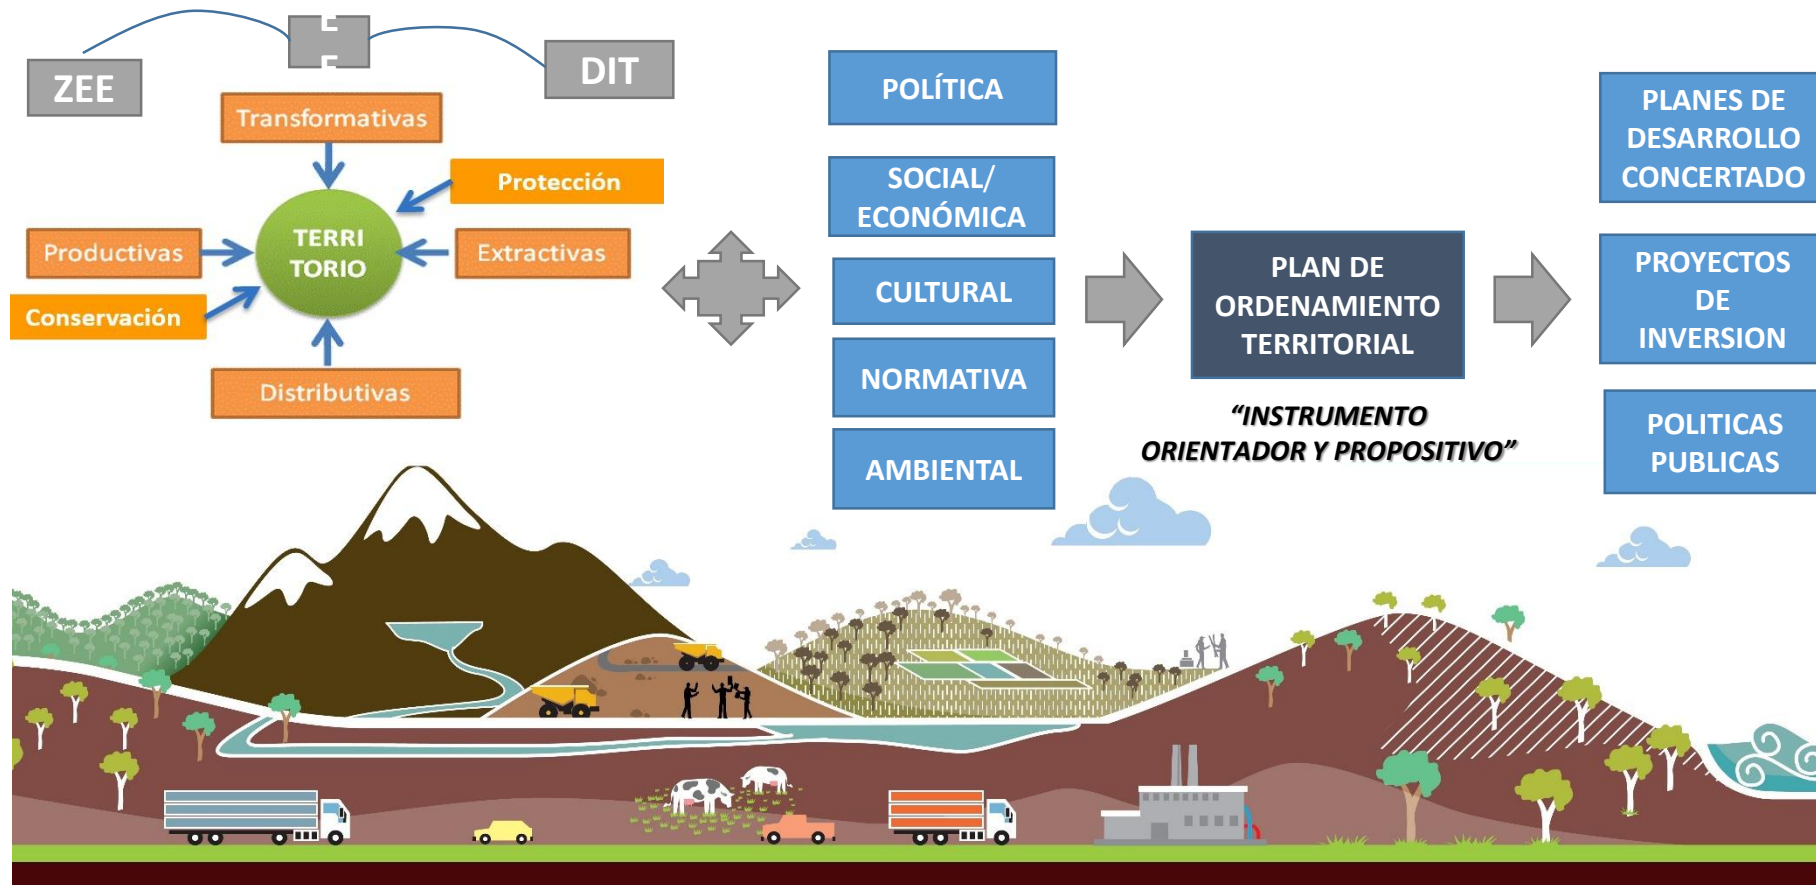 ZEE
E
E
DIT
Transformativas
Protección
Productivas
TERRI
TORIO
Extractivas
Conservación
Distributivas
POLÍTICA
SOCIAL/
ECONÓMICA
CULTURAL
NORMATIVA
AMBIENTAL
PLAN DE
ORDENAMIENTO
TERRITORIAL
“INSTRUMENTO
ORIENTADOR Y PROPOSITIVO”
PLANES DE
DESARROLLO
CONCERTADO
PROYECTOS
DE
INVERSION
POLITICAS
PUBLICAS